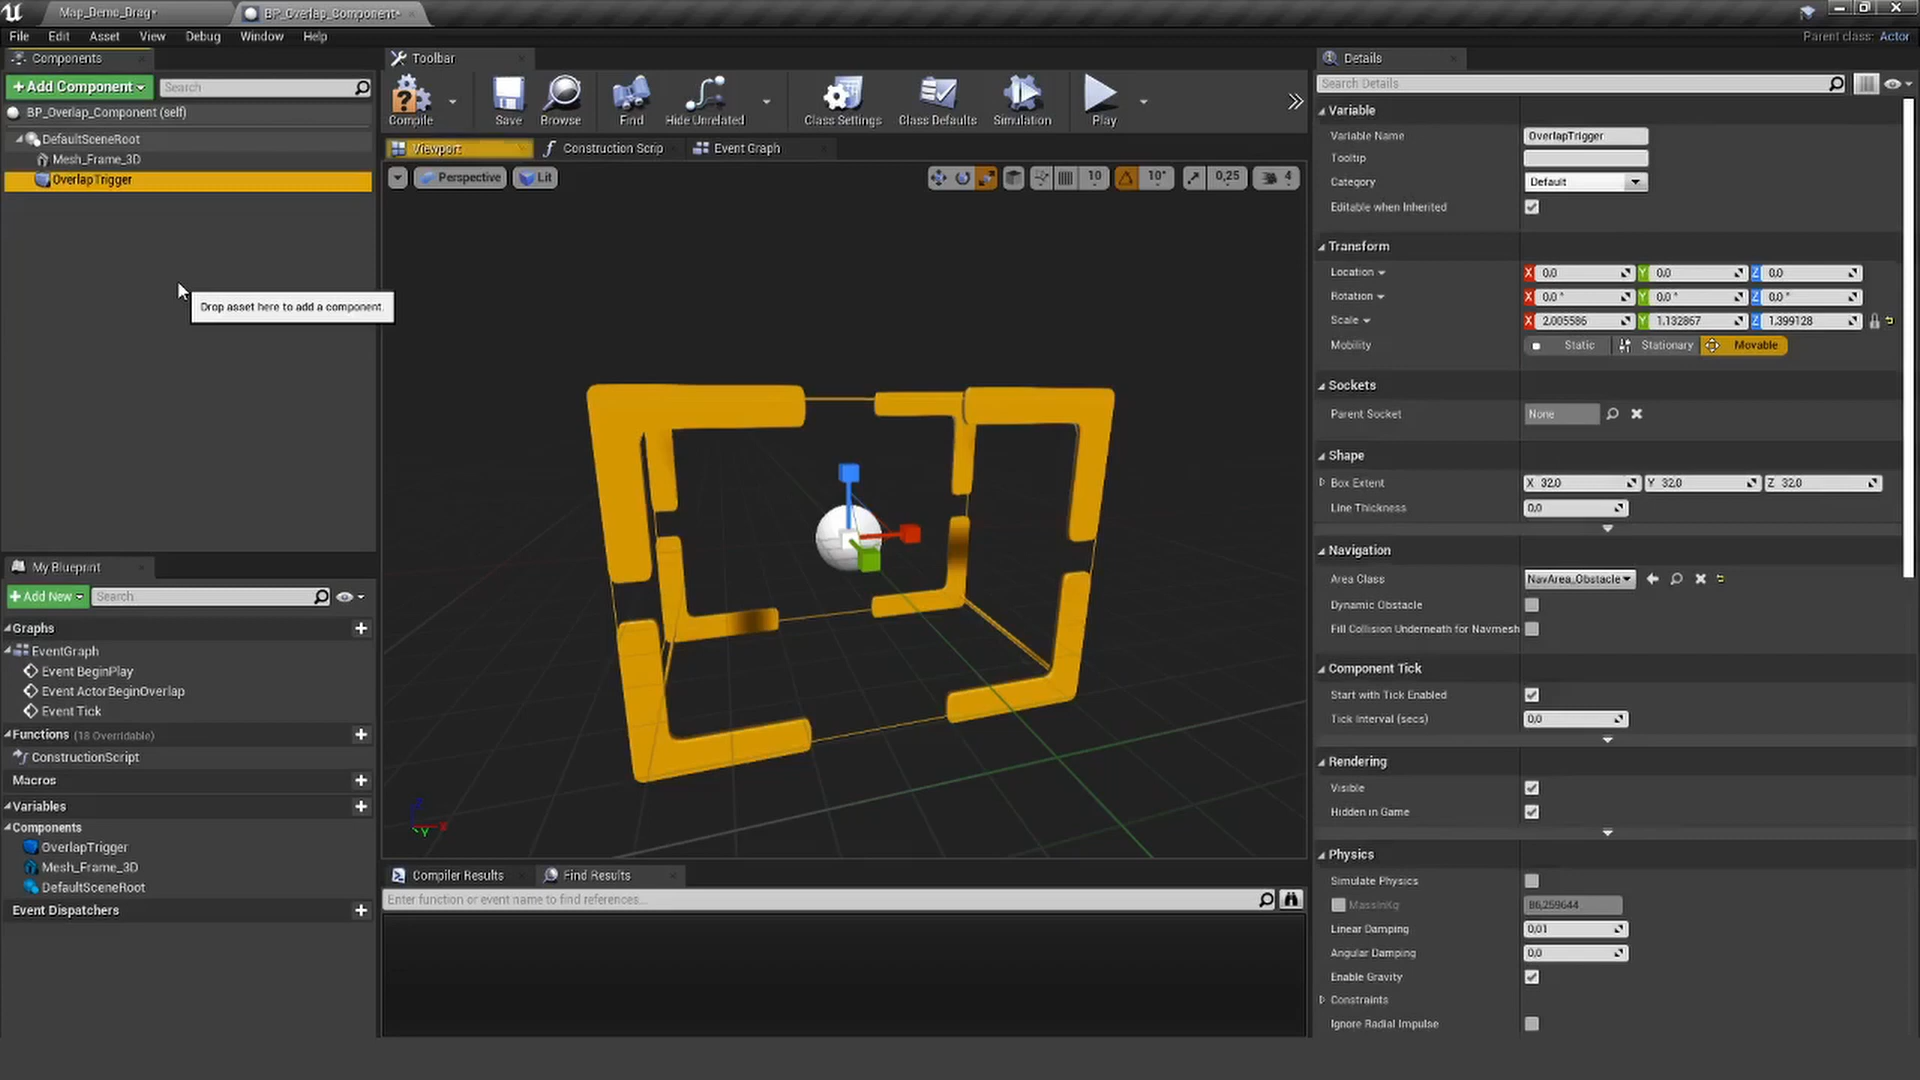 Map_Demo_Drag*
BP_Overlap_Component*
File Edit Asset View Debug Window Help
Parent class: Actor
Components
+Add Component
Search
BP_Overlap_Component (self)
DefaultSceneRoot
Mesh_Frame_3D
OverlapTrigger
Drop asset here to add a component.
Toolbar
Compile
Save
Browse
Find
Hide Unrelated
Class Settings
Class Defaults
Simulation
Play
Viewport
Construction Scrip
Event Graph
Perspective
Lit
10
10°
0,25
4
X
Y
My Blueprint
+Add New
Search
Graphs
EventGraph
Event BeginPlay
Event ActorBeginOverlap
Event Tick
Functions (18 Overridable)
ConstructionScript
Macros
Variables
Components
OverlapTrigger
Mesh_Frame_3D
DefaultSceneRoot
Event Dispatchers
Compiler Results
Find Results
Enter function or event name to find references...
Details
Search Details
Variable
Variable Name OverlapTrigger
Tooltip
Category Default
Editable when Inherited
Transform
Location X 0,0 Y 0,0 Z 0,0
Rotation X 0,0 ° Y 0,0 ° Z 0,0 °
Scale X 2,005586 Y 1,132867 Z 1,399128
Mobility Static Stationary Movable
Sockets
Parent Socket None
Shape
Box Extent X 32,0 Y 32,0 Z 32,0
Line Thickness 0,0
Navigation
Area Class NavArea_Obstacle
Dynamic Obstacle
Fill Collision Underneath for Navmesh
Component Tick
Start with Tick Enabled
Tick Interval (secs) 0,0
Rendering
Visible
Hidden in Game
Physics
Simulate Physics
MassInKg 86,259644
Linear Damping 0,01
Angular Damping 0,0
Enable Gravity
Constraints
Ignore Radial Impulse